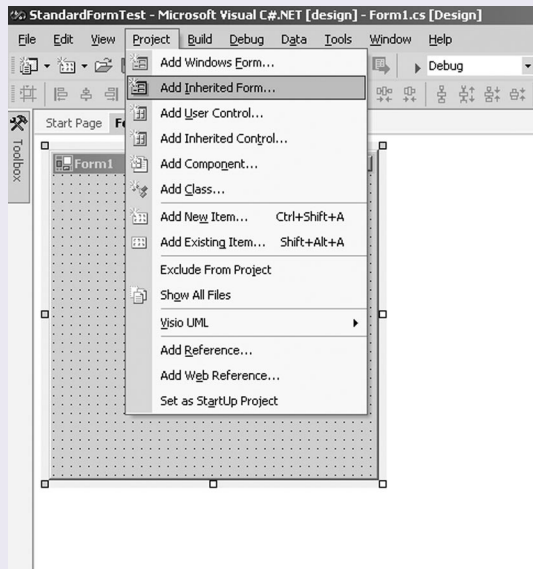 StandardFormTest - Microsoft Visual C#.NET [design] - Form1.cs [Design]
File Edit View Project Build Debug Data Tools Window Help
Debug
Start Page
Toolbox
Form1
Add Windows Form...
Add Inherited Form...
Add User Control...
Add Inherited Control...
Add Component...
Add Class...
Add New Item... Ctrl+Shift+A
Add Existing Item... Shift+Alt+A
Exclude From Project
Show All Files
Visio UML
Add Reference...
Add Web Reference...
Set as StartUp Project